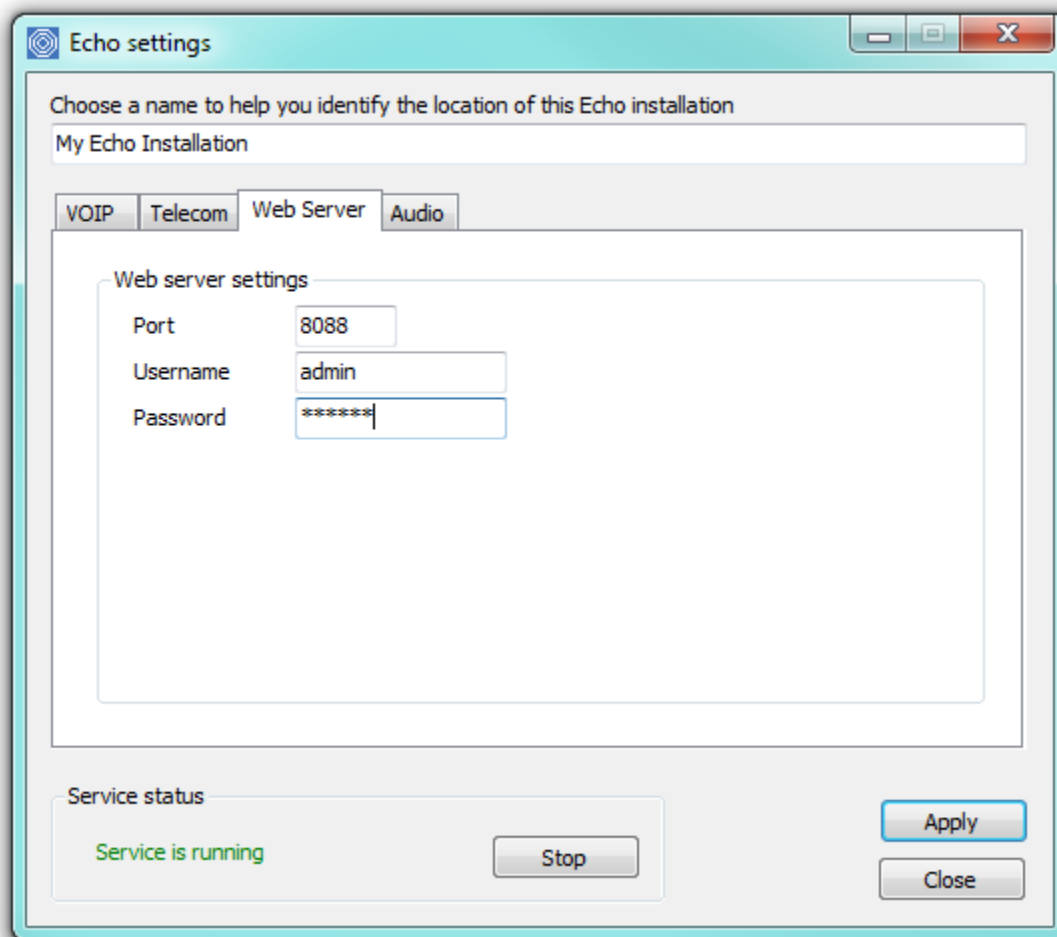 Echo settings
Choose a name to help you identify the location of this Echo installation
My Echo Installation
VOIP Telecom Web Server Audio
Web server settings
Port 8088
Username admin
Password ******
Service status
Service is running Stop
Apply
Close